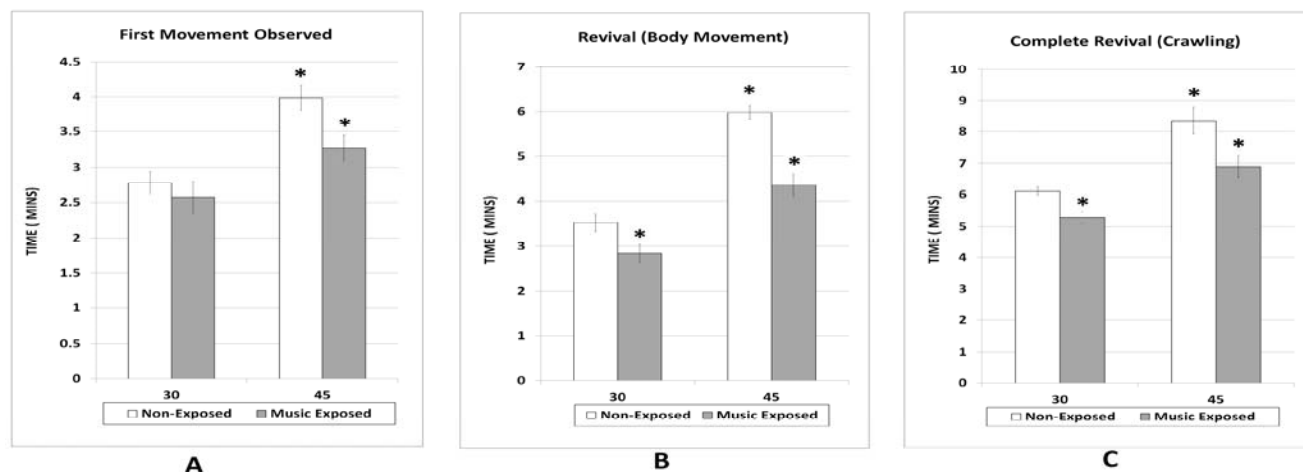 First Movement Observed
4.5
4
3.5
3
2.5
2
1.5
1
0.5
0
TIME ( MINS)
*
*
30
45
Non-Exposed
Music Exposed
A
Revival (Body Movement)
7
6
5
4
3
2
1
0
TIME ( MINS)
*
*
*
30
45
Non-Exposed
Music Exposed
B
Complete Revival (Crawling)
10
9
8
7
6
5
4
3
2
1
0
TIME ( MINS)
*
*
*
30
45
Non-Exposed
Music Exposed
C